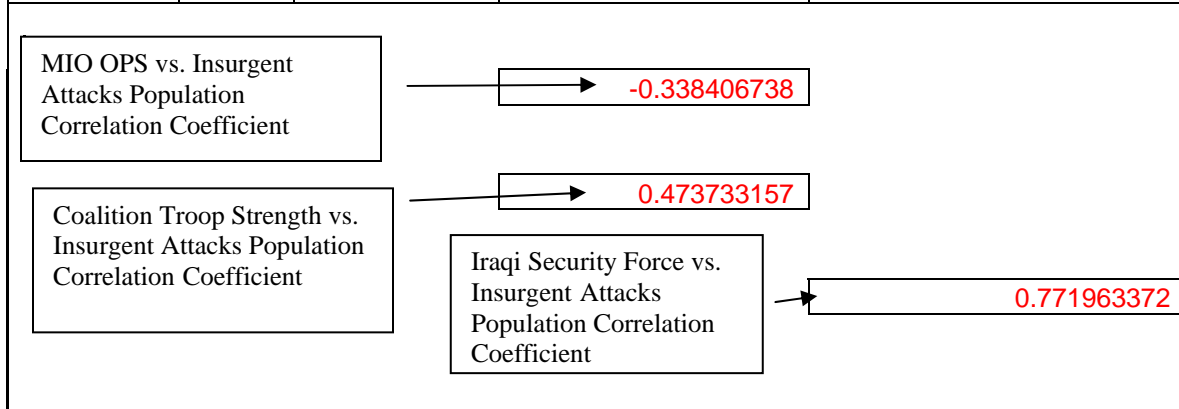 MIO OPS vs. Insurgent
Attacks Population
Correlation Coefficient
-0.338406738
Coalition Troop Strength vs.
Insurgent Attacks Population
Correlation Coefficient
0.473733157
Iraqi Security Force vs.
Insurgent Attacks
Population Correlation
Coefficient
0.771963372